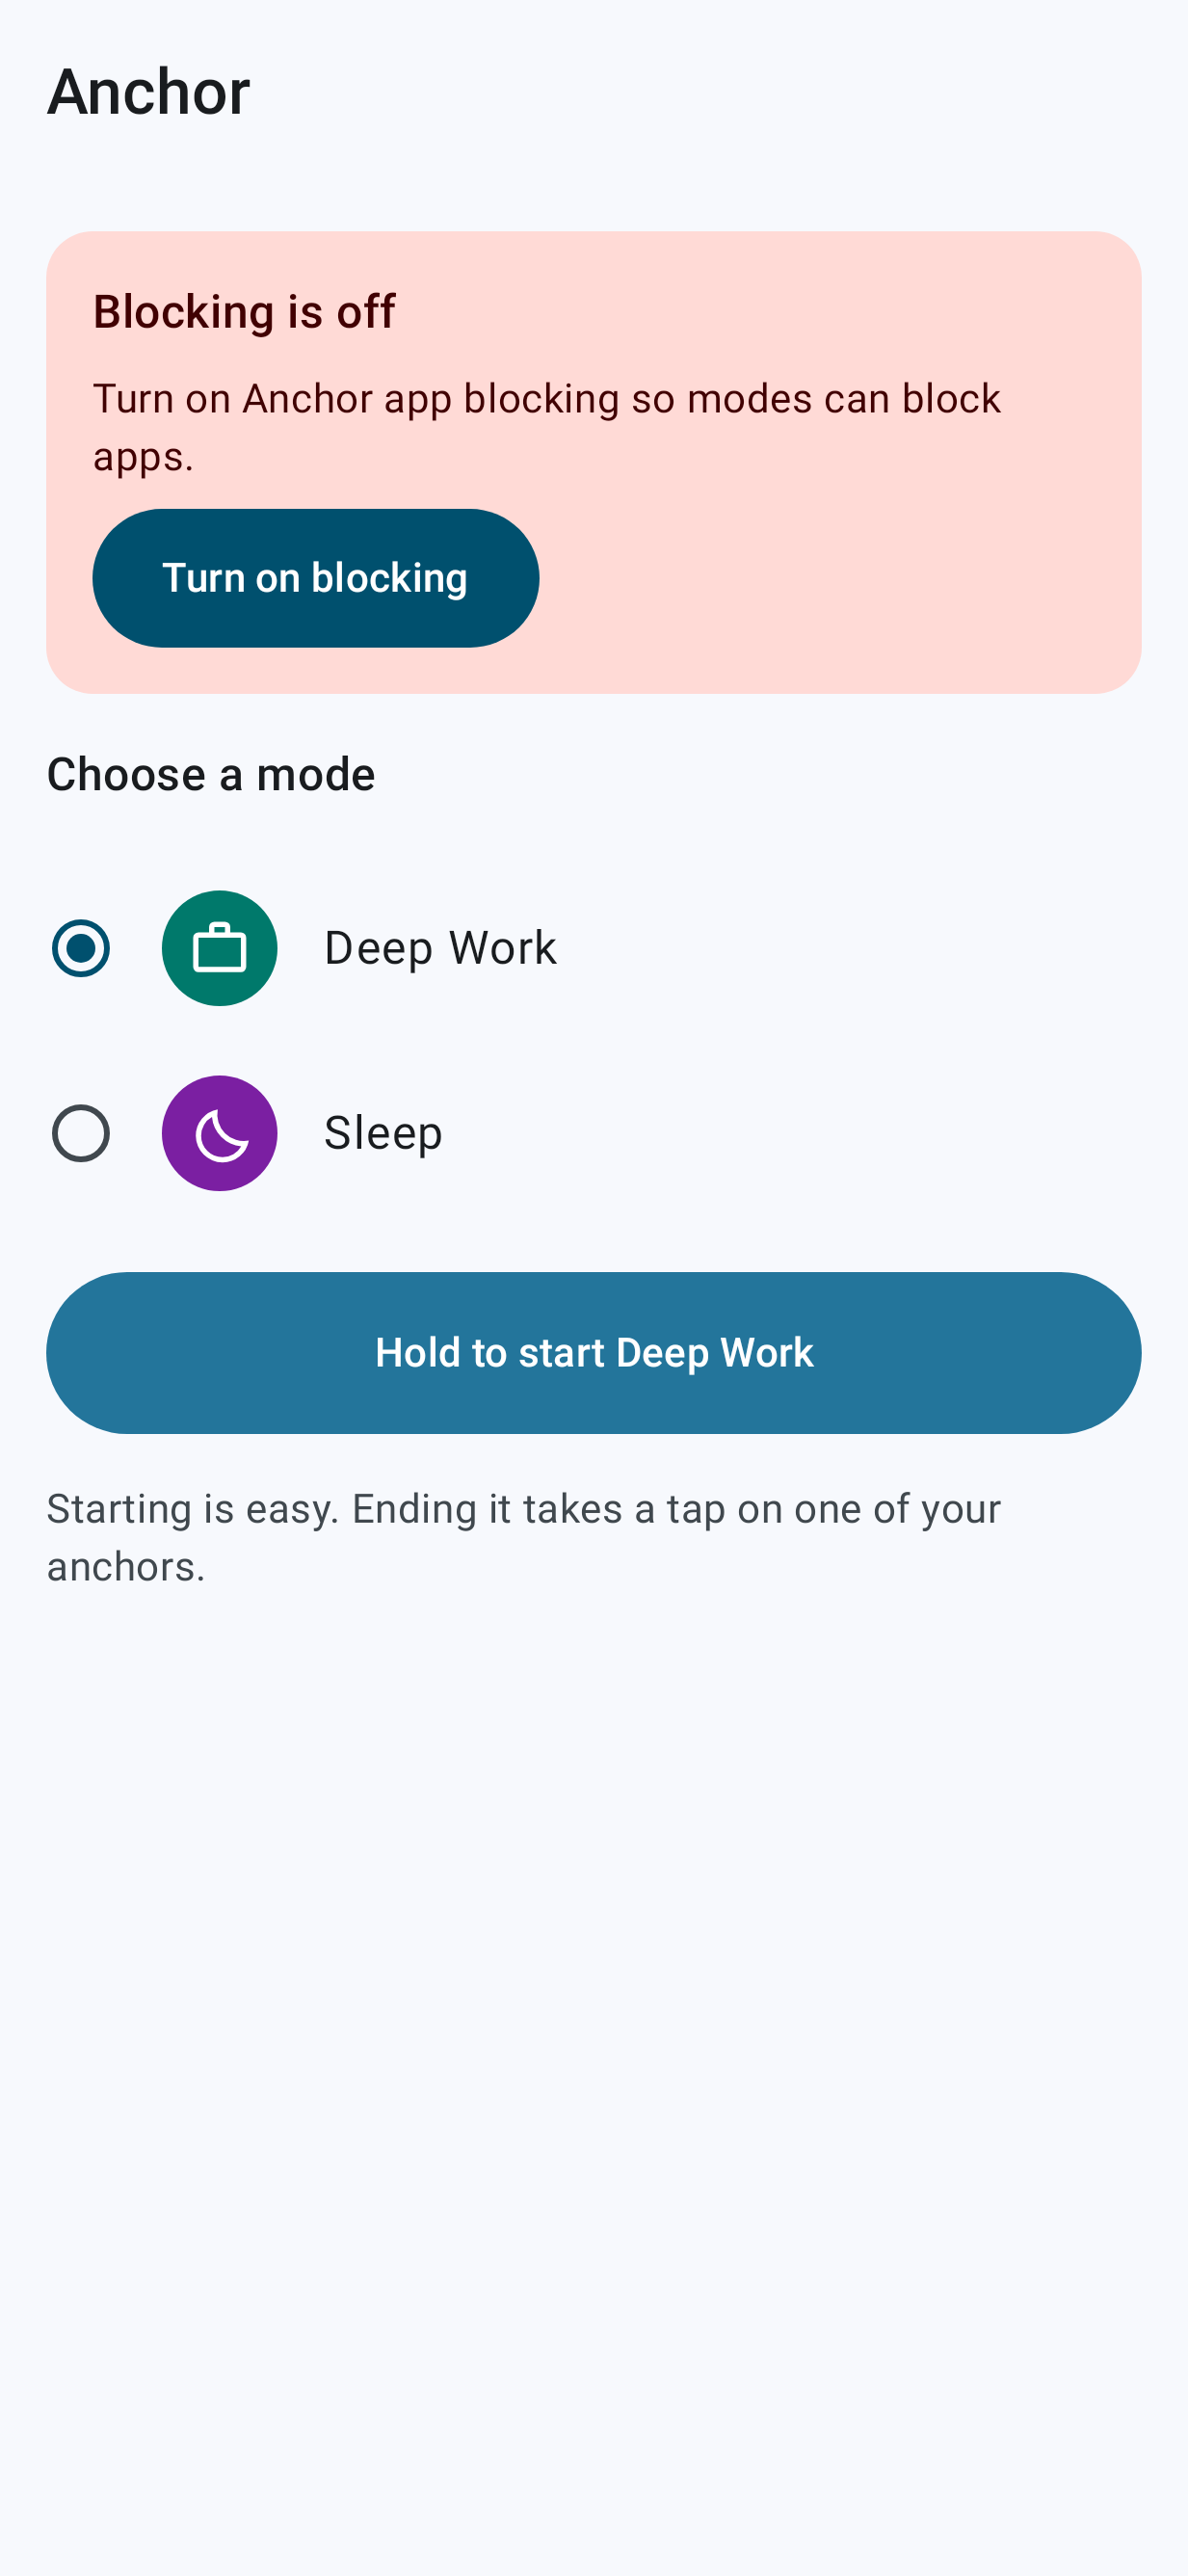 Anchor
Blocking is off
Turn on Anchor app blocking so modes can block
apps.
Turn on blocking
Choose a mode
Deep Work
Sleep
Hold to start Deep Work
Starting is easy. Ending it takes a tap on one of your
anchors.